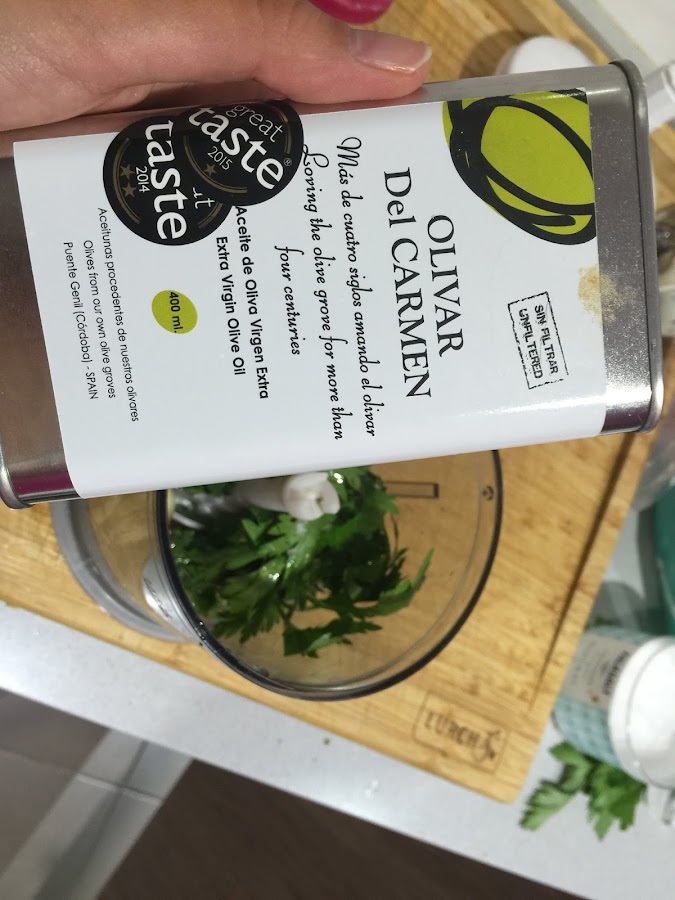 OLIVAR
Del CARMEN
Más de cuatro siglos amando el olivar
Loving the olive grove for more than
four centuries
Aceite de Oliva Virgen Extra
Extra Virgin Olive Oil
400 ml.
Aceitunas procedentes de nuestros olivares
Olives from our own olive groves
Puente Genil (Córdoba) - SPAIN
SIN FILTRAR
UNFILTERED
great
taste
2015
taste
2014
LURCH